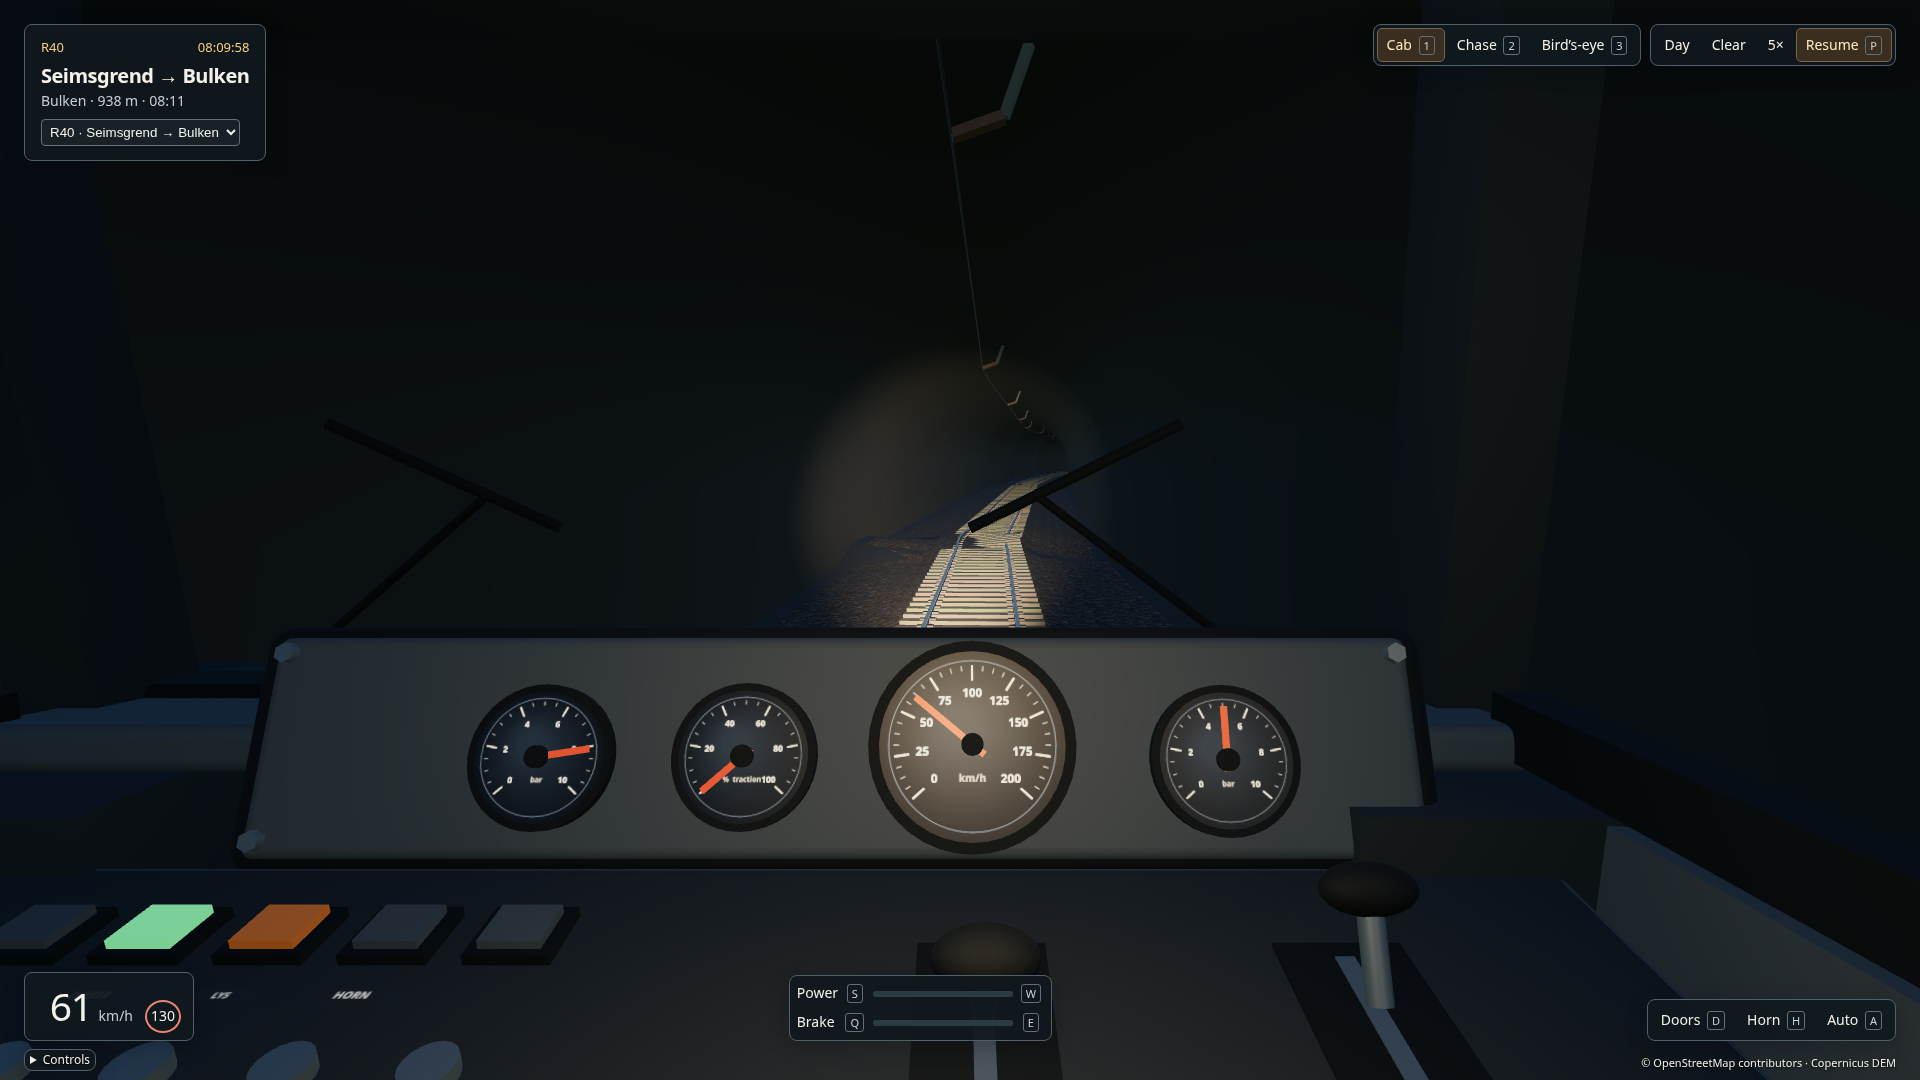 R40 08:09:58
Seimsgrend → Bulken
Bulken · 938 m · 08:11
R40 · Seimsgrend → Bulken
Cab 1 Chase 2 Bird's-eye 3
Day Clear 5× Resume P
0 2 4 6 10 bar
0 20 40 60 80 100 % traction
0 25 50 75 100 125 150 175 200 km/h
0 2 4 6 8 10 bar
LYS HORN
61 km/h 130
Controls
Power S W
Brake Q E
Doors D Horn H Auto A
© OpenStreetMap contributors · Copernicus DEM